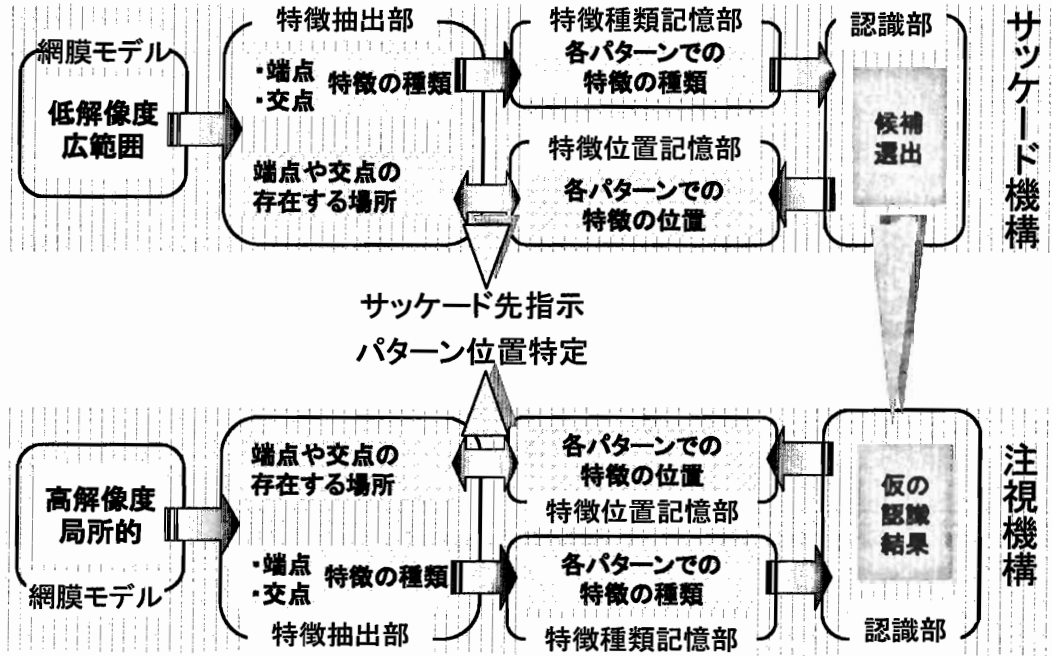 サッケード機構
網膜モデル
低解像度
広範囲
特徴抽出部
・端点
・交点
特徴の種類
端点や交点の
存在する場所
特徴種類記憶部
各パターンでの
特徴の種類
特徴位置記憶部
各パターンでの
特徴の位置
認識部
候補
選出
サッケード先指示
パターン位置特定
注視機構
高解像度
局所的
網膜モデル
端点や交点の
存在する場所
・端点
・交点
特徴の種類
特徴抽出部
各パターンでの
特徴の位置
特徴位置記憶部
各パターンでの
特徴の種類
特徴種類記憶部
仮の
認識
結果
認識部